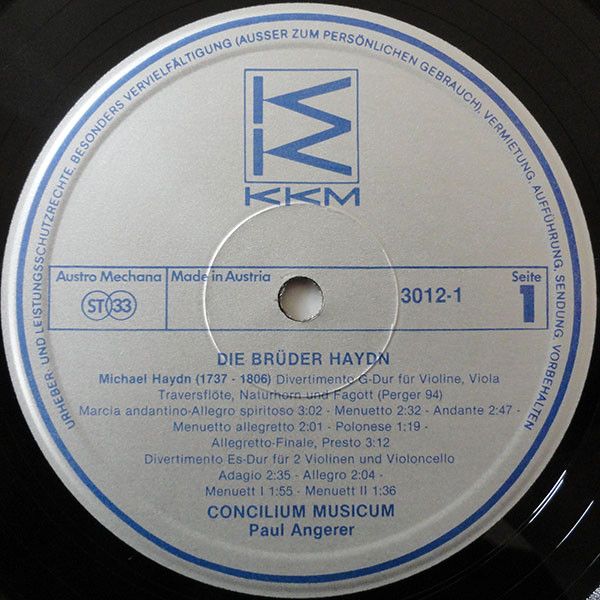 URHEBER UND LEISTUNGSSCHUTZRECHTE, BESONDERS VERVIELFÄLTIGUNG (AUSSER ZUM PERSÖNLICHEN GEBRAUCH), VERMIETUNG, AUFFÜHRUNG, SENDUNG, VORBEHALTEN
KKM
Austro Mechana
Made in Austria
ST 33
3012-1
Seite
1
DIE BRÜDER HAYDN
Michael Haydn (1737 - 1806) Divertimento G-Dur für Violine, Viola
Traversflöte, Naturhorn und Fagott (Perger 94)
Marcia andantino-Allegro spiritoso 3:02 - Menuetto 2:32 - Andante 2:47 -
Menuetto allegretto 2:01 - Polonese 1:19 -
Allegretto-Finale, Presto 3:12
Divertimento Es-Dur für 2 Violinen und Violoncello
Adagio 2:35 - Allegro 2:04 -
Menuett I 1:55 - Menuett II 1:36
CONCILIUM MUSICUM
Paul Angerer